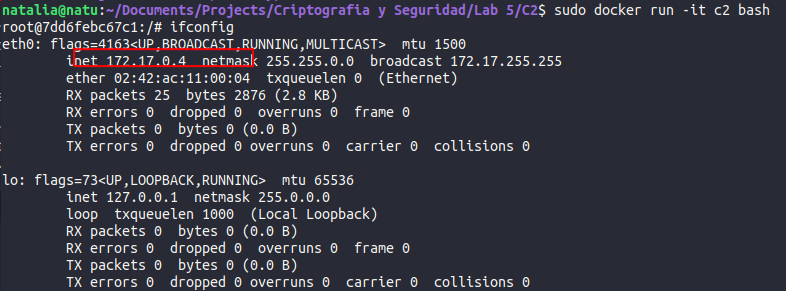 natalia@natu:~/Documents/Projects/Criptografia y Seguridad/Lab 5/C2$ sudo docker run -it c2 bash
root@7dd6febc67c1:/# ifconfig
eth0: flags=4163<UP,BROADCAST,RUNNING,MULTICAST>  mtu 1500
        inet 172.17.0.4  netmask 255.255.0.0  broadcast 172.17.255.255
        ether 02:42:ac:11:00:04  txqueuelen 0  (Ethernet)
        RX packets 25  bytes 2876 (2.8 KB)
        RX errors 0  dropped 0  overruns 0  frame 0
        TX packets 0  bytes 0 (0.0 B)
        TX errors 0  dropped 0 overruns 0  carrier 0  collisions 0
lo: flags=73<UP,LOOPBACK,RUNNING>  mtu 65536
        inet 127.0.0.1  netmask 255.0.0.0
        loop  txqueuelen 1000  (Local Loopback)
        RX packets 0  bytes 0 (0.0 B)
        RX errors 0  dropped 0  overruns 0  frame 0
        TX packets 0  bytes 0 (0.0 B)
        TX errors 0  dropped 0 overruns 0  carrier 0  collisions 0